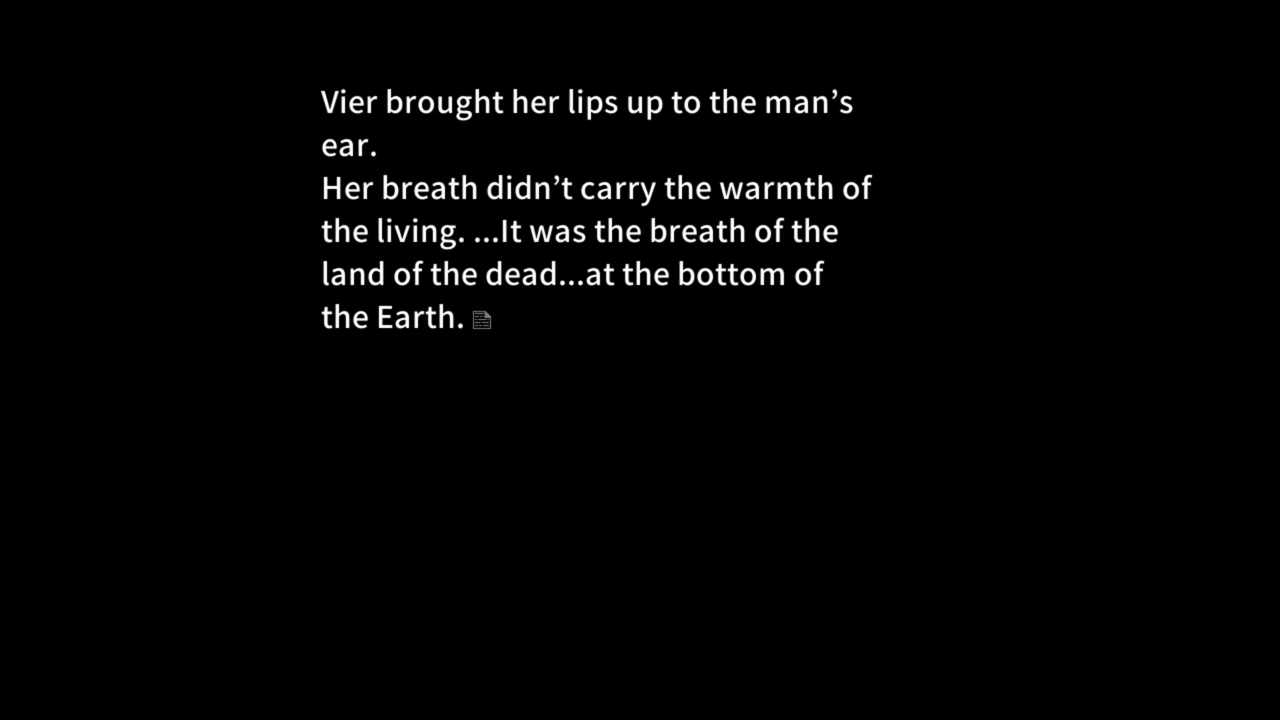 Vier brought her lips up to the man’s
ear.
Her breath didn’t carry the warmth of
the living. ...It was the breath of the
land of the dead...at the bottom of
the Earth.